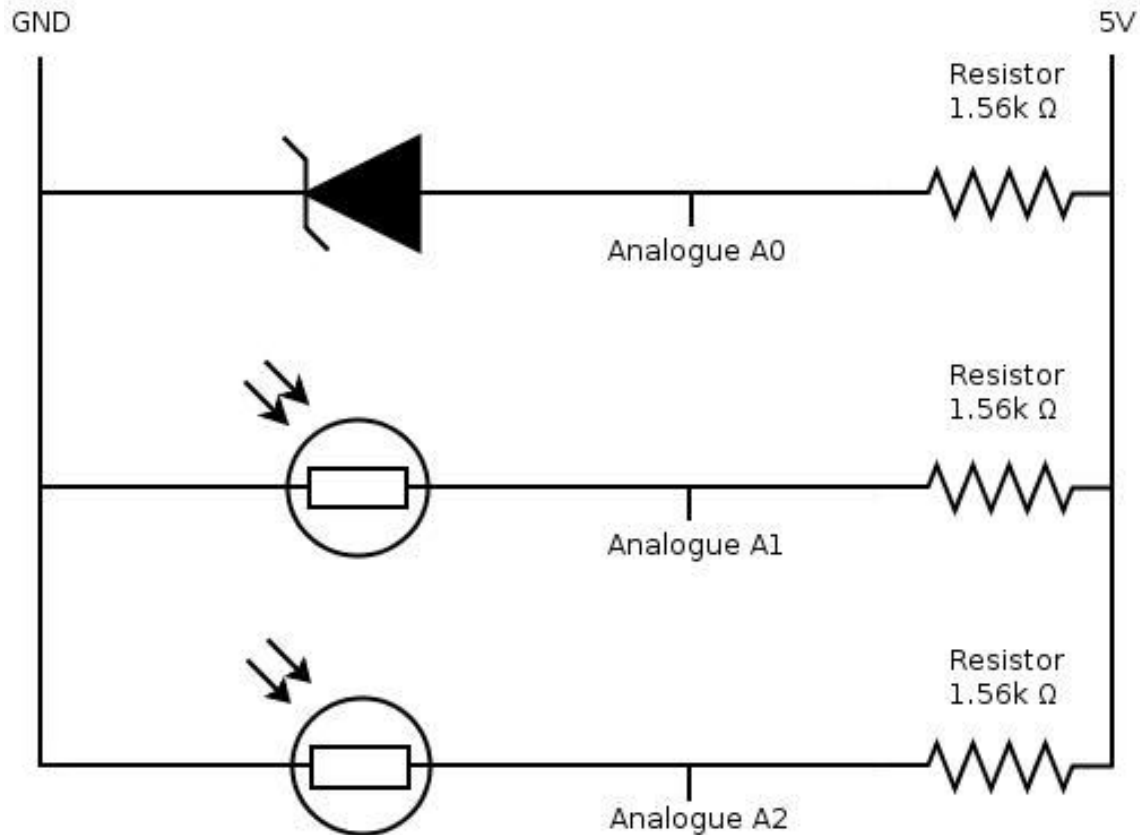 GND
5V
Resistor
1.56k Ω
Analogue A0
Resistor
1.56k Ω
Analogue A1
Resistor
1.56k Ω
Analogue A2